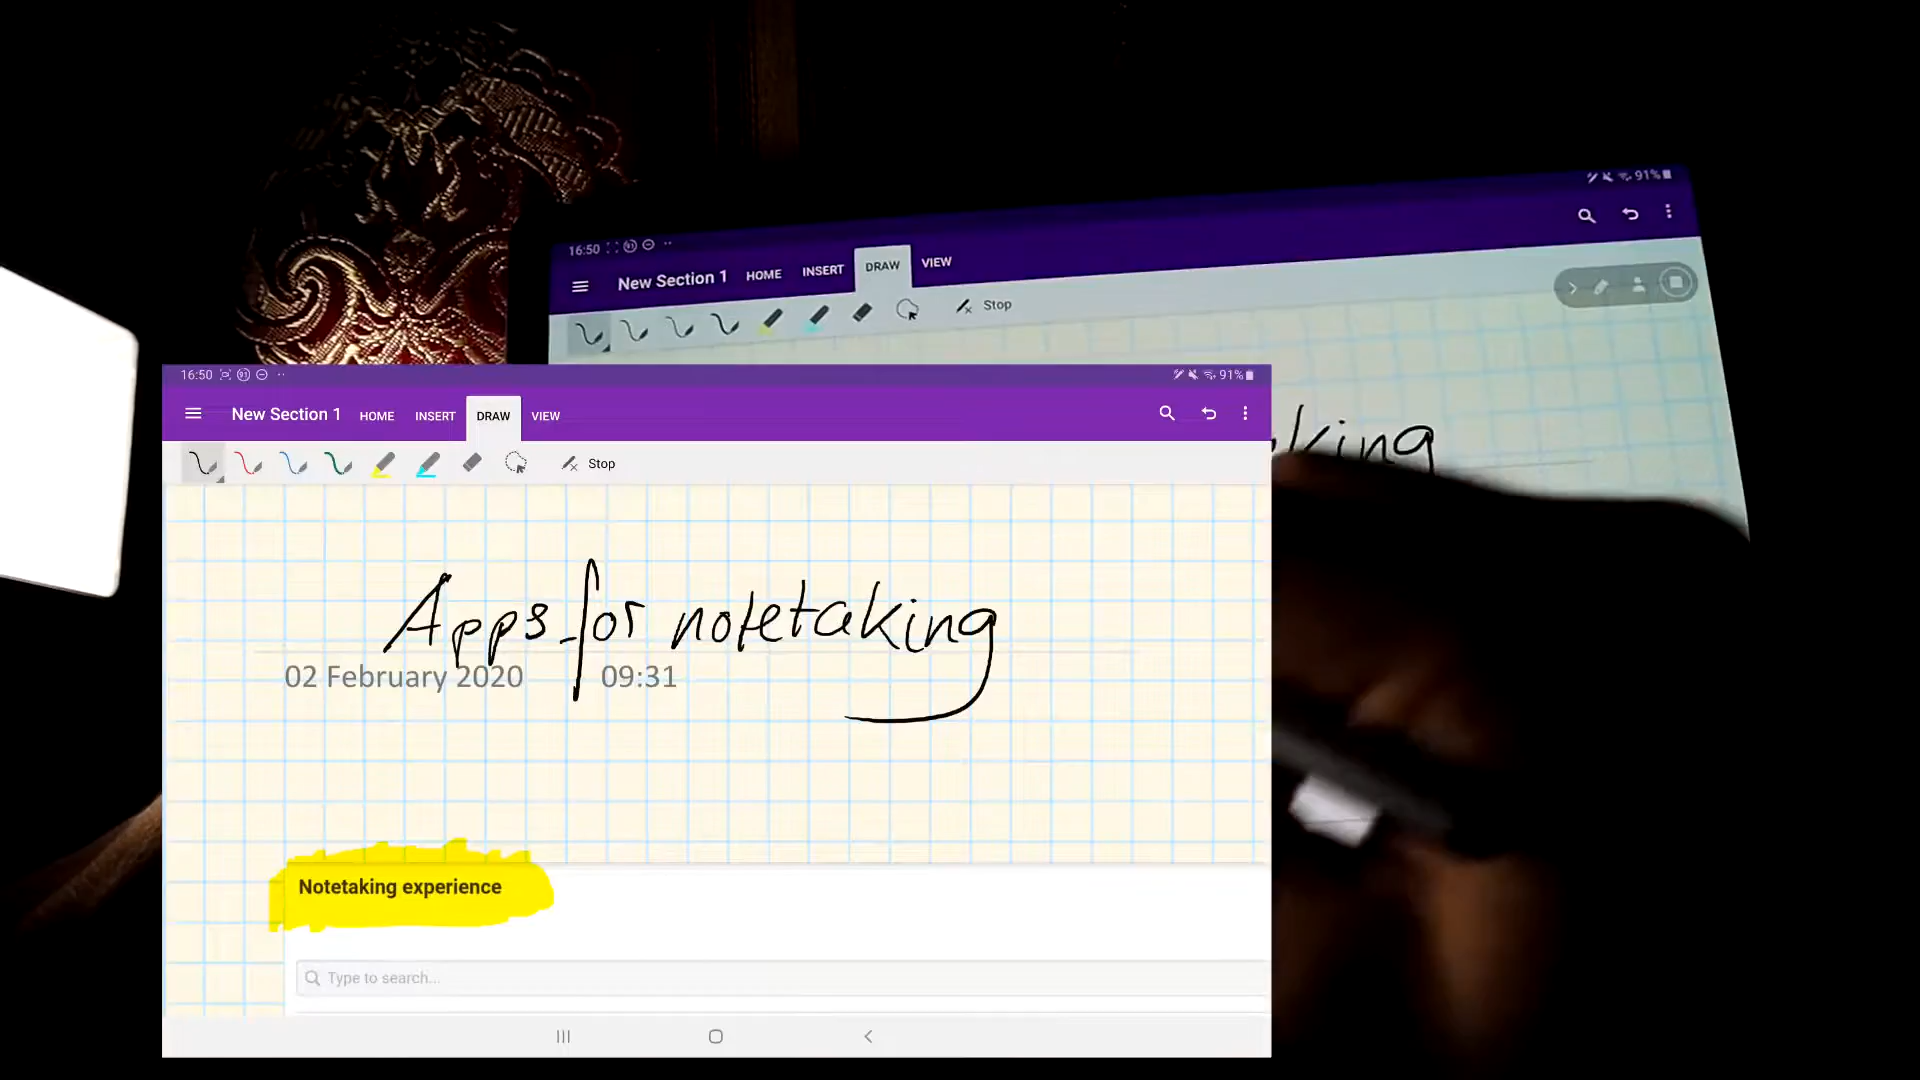 16:50 91%
New Section 1 HOME INSERT DRAW VIEW
Stop
king
16:50 91 91%
New Section 1 HOME INSERT DRAW VIEW
Stop
Apps for notetaking
02 February 2020 09:31
Notetaking experience
Type to search...